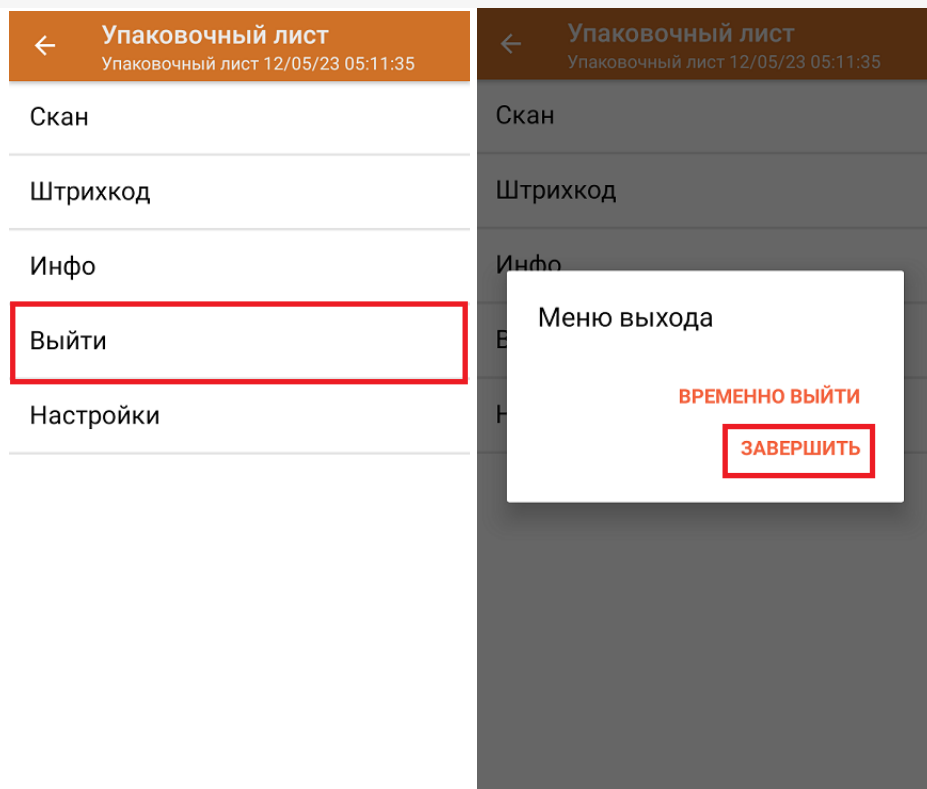 Упаковочный лист
Упаковочный лист 12/05/23 05:11:35
Скан
Штрихкод
Инфо
Выйти
Настройки
Упаковочный лист
Упаковочный лист 12/05/23 05:11:35
Скан
Штрихкод
Инфо
В
Н
Меню выхода
ВРЕМЕННО ВЫЙТИ
ЗАВЕРШИТЬ